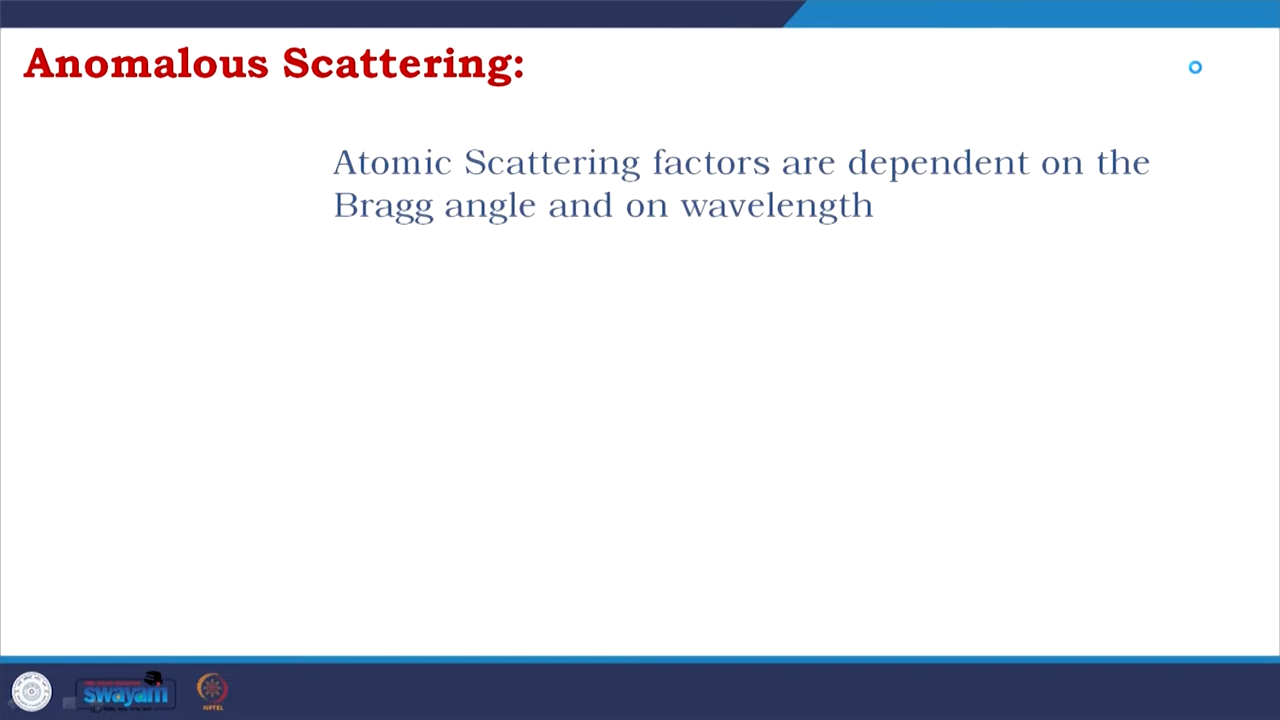 Anomalous Scattering:
Atomic Scattering factors are dependent on the
Bragg angle and on wavelength
swayam
NPTEL